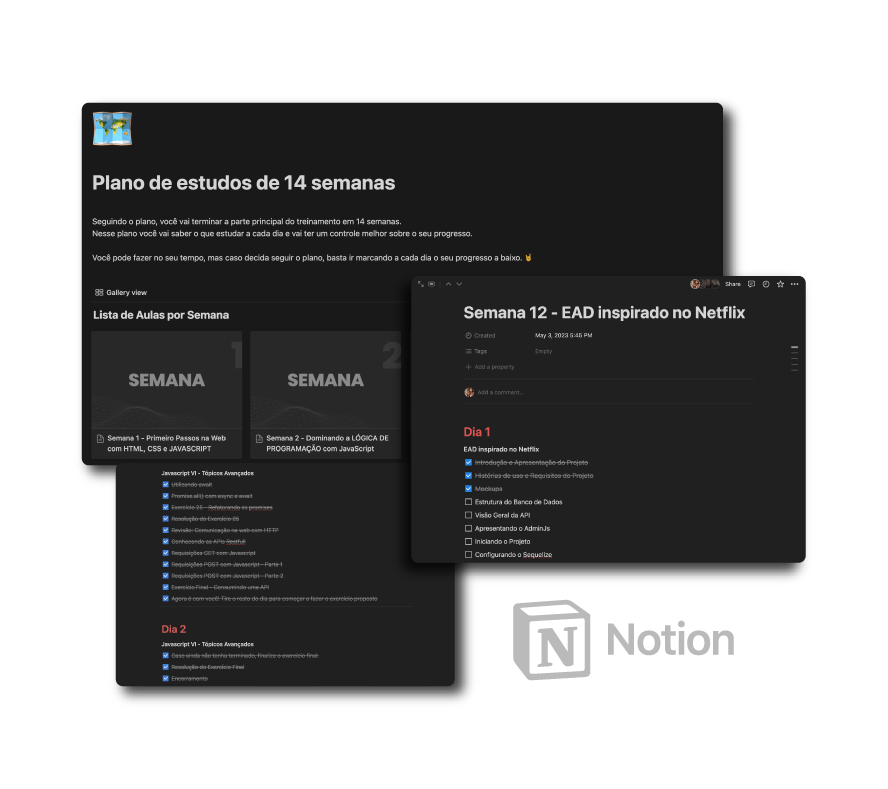 Plano de estudos de 14 semanas
Seguindo o plano, você vai terminar a parte principal do treinamento em 14 semanas.
Nesse plano você vai saber o que estudar a cada dia e vai ter um controle melhor sobre o seu progresso.
Você pode fazer no seu tempo, mas caso decida seguir o plano, basta ir marcando a cada dia o seu progresso a baixo.
Gallery view
Lista de Aulas por Semana
1
SEMANA
Semana 1 - Primeiro Passos na Web
com HTML, CSS e JAVASCRIPT
2
SEMANA
Semana 2 - Dominando a LÓGICA DE
PROGRAMAÇÃO com JavaScript
Share
Semana 12 - EAD inspirado no Netflix
Created May 3, 2023 5:45 PM
Tags Empty
Add a property
Add a comment...
Dia 1
EAD inspirado no Netflix
Introdução e Apresentação do Projeto
Histórias de uso e Requisitos do Projeto
Mockups
Estrutura do Banco de Dados
Visão Geral da API
Apresentando o AdminJs
Iniciando o Projeto
Configurando o Sequelize
Javascript VI - Tópicos Avançados
Utilizando await
Promise.all() com async e await
Exercício 25 - Refatorando as promises
Resolução do Exercício 25
Revisão: Comunicação na web com HTTP
Conhecendo as APIs Restfull
Requisições GET com Javascript
Requisições POST com Javascript - Parte 1
Requisições POST com Javascript - Parte 2
Exercício Final - Consumindo uma API
Agora é com você! Tire o resto do dia para começar a fazer o exercício proposto
Dia 2
Javascript VI - Tópicos Avançados
Caso ainda não tenha terminado, finalize o exercício final
Resolução do Exercício Final
Encerramento
Notion